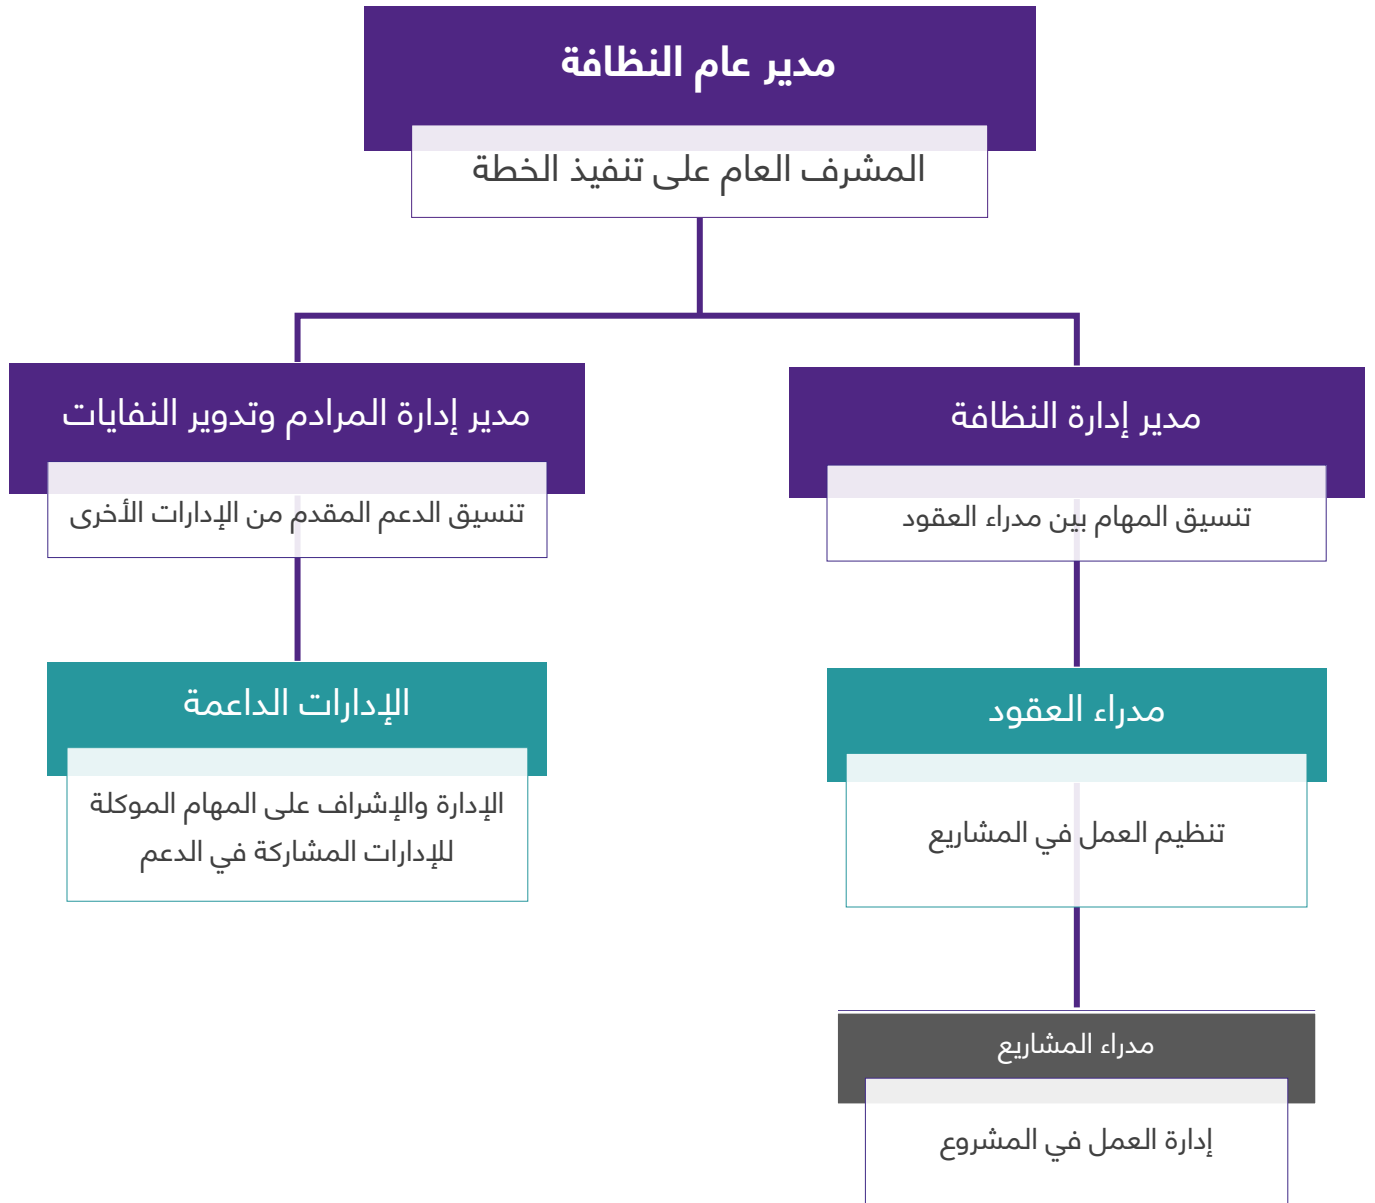 مدير عام النظافة
المشرف العام على تنفيذ الخطة
مدير إدارة النظافة
تنسيق المهام بين مدراء العقود
مدير إدارة المرادم وتدوير النفايات
تنسيق الدعم المقدم من الإدارات الأخرى
مدراء العقود
تنظيم العمل في المشاريع
الإدارات الداعمة
الإدارة والإشراف على المهام الموكلة
للإدارات المشاركة في الدعم
مدراء المشاريع
إدارة العمل في المشروع